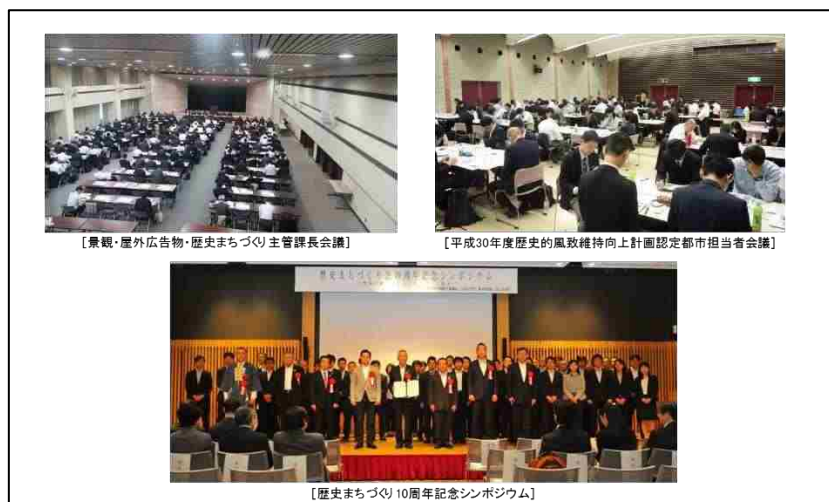 [景観・屋外広告物・歴史まちづくり主管課長会議]
[平成30年度歴史的風致維持向上計画認定都市担当者会議]
歴史まちづくり法10周年記念シンポジウム
[歴史まちづくり10周年記念シンポジウム]